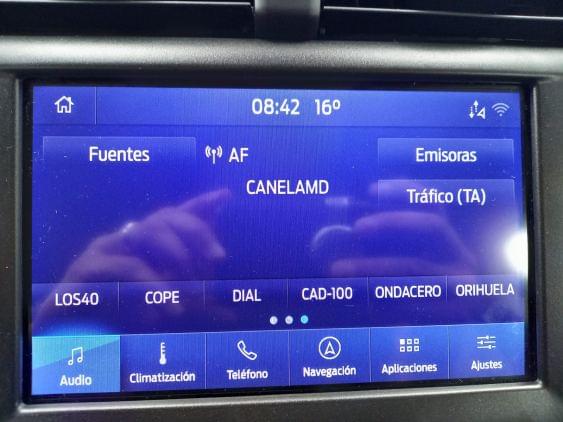 08:42 16º
Fuentes
AF
Emisoras
CANELAMD
Tráfico (TA)
LOS40 COPE DIAL CAD-100 ONDACERO ORIHUELA
Audio Climatización Teléfono Navegación Aplicaciones Ajustes